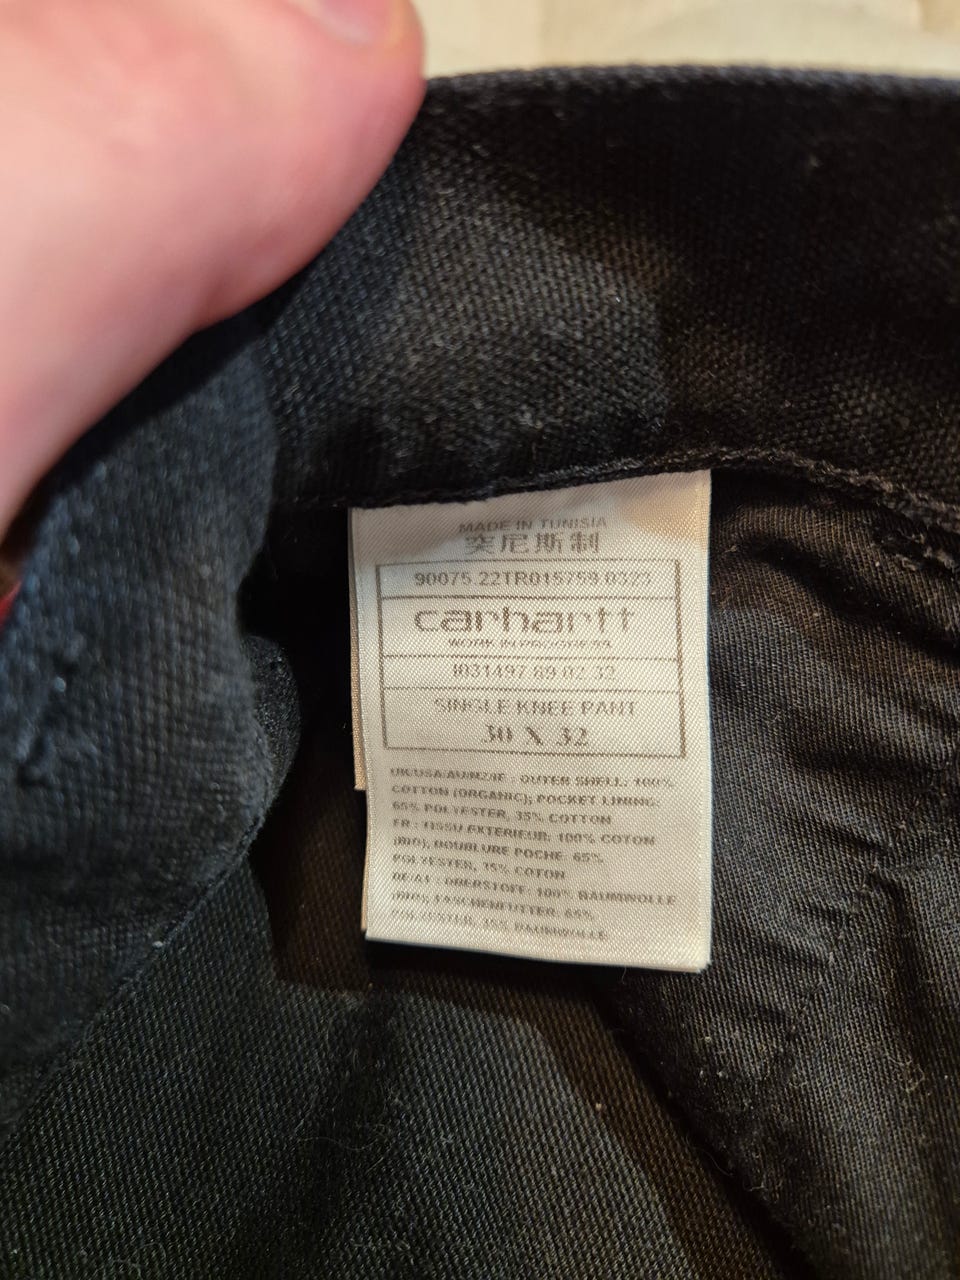 MADE IN TUNISIA
突尼斯制
90075.22TR015759.0323
carhartt
WORK IN PROGRESS
I031497 89 02 32
SINGLE KNEE PANT
30 X 32
UK/USA/AU/NZ/IE : OUTER SHELL: 100%
COTTON (ORGANIC); POCKET LINING:
65% POLYESTER, 35% COTTON
FR : TISSU EXTERIEUR: 100% COTON
(BIO), DOUBLURE POCHE: 65%
POLYESTER, 35% COTON
DE/AT : OBERSTOFF: 100% BAUMWOLLE
(BIO), TASCHENFUTTER: 65%
POLYESTER, 35% BAUMWOLLE